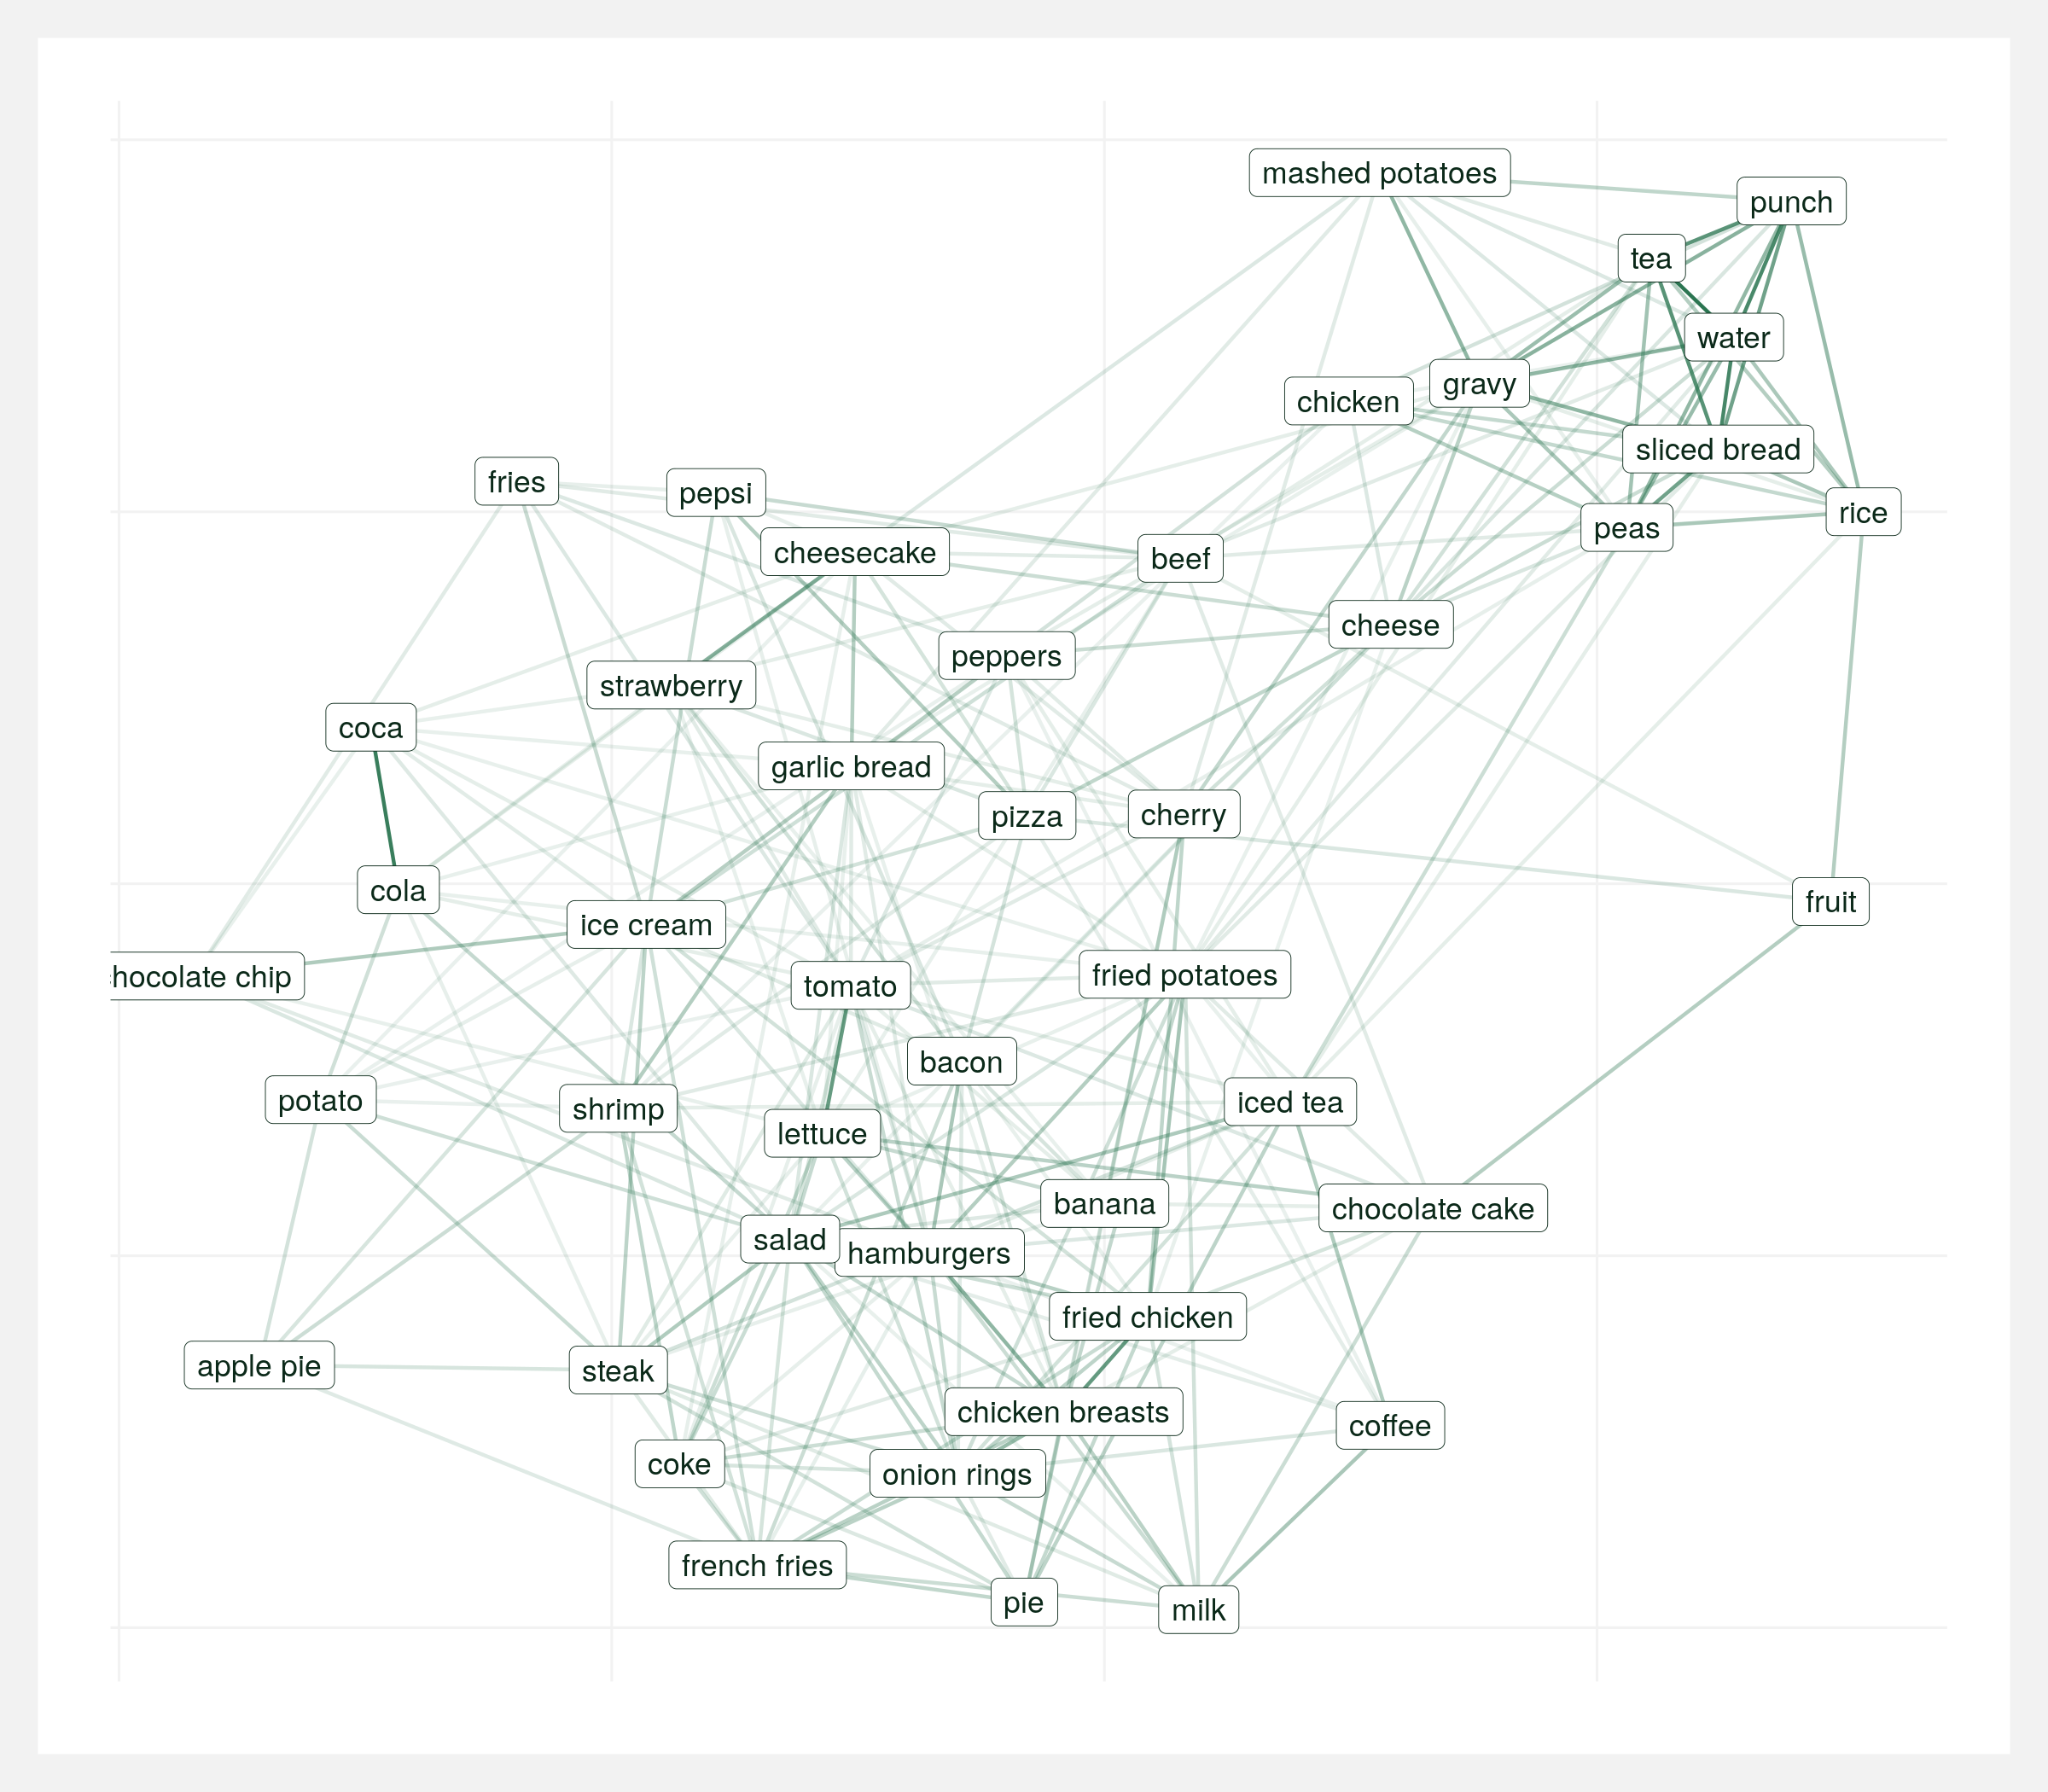 mashed potatoes
punch
tea
water
gravy
chicken
sliced bread
fries
pepsi
rice
peas
cheesecake
beef
cheese
peppers
strawberry
coca
garlic bread
pizza
cherry
cola
fruit
ice cream
hocolate chip
fried potatoes
tomato
bacon
potato
iced tea
shrimp
lettuce
banana
chocolate cake
salad
hamburgers
fried chicken
apple pie
steak
chicken breasts
coffee
coke
onion rings
french fries
pie
milk